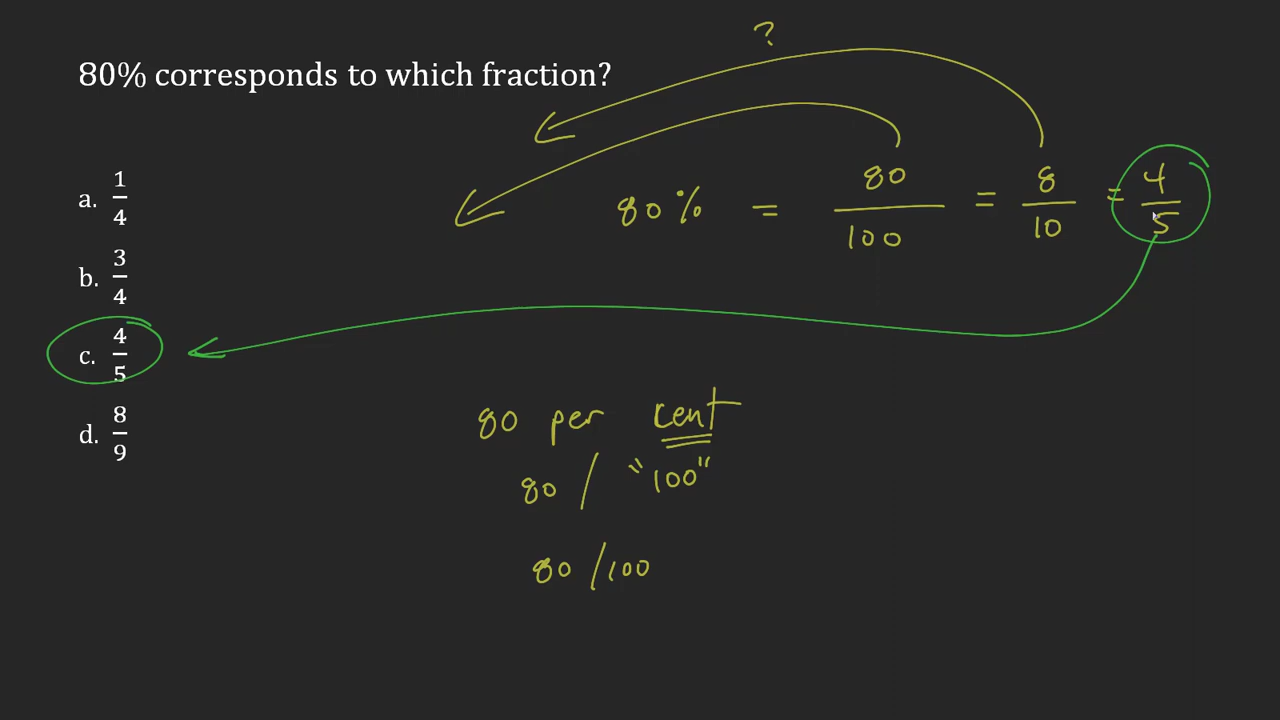 ?
80% corresponds to which fraction?
80% = 80/100 = 8/10 = 4/5
a. 1/4
b. 3/4
c. 4/5
d. 8/9
80 per cent
80 / "100"
80 /100